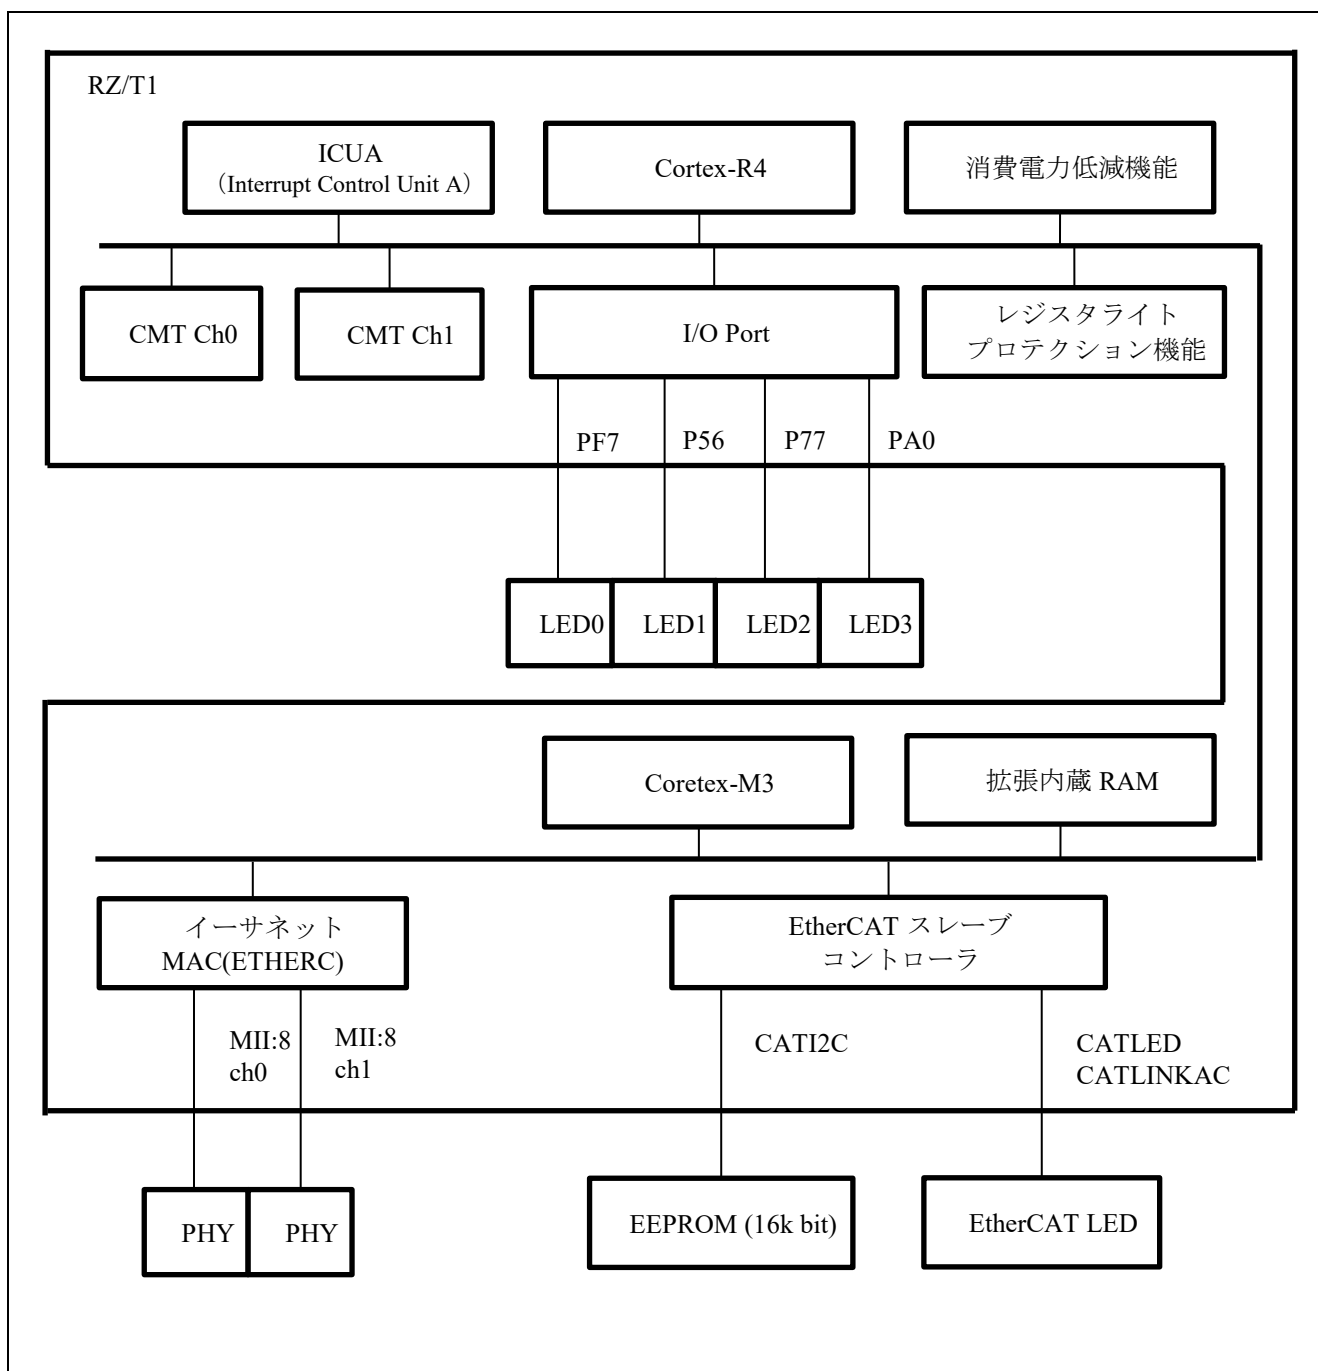 RZ/T1
ICUA
（Interrupt Control Unit A）
Cortex-R4
消費電力低減機能
CMT Ch0
CMT Ch1
I/O Port
レジスタライト
プロテクション機能
PF7
P56
P77
PA0
LED0
LED1
LED2
LED3
Coretex-M3
拡張内蔵 RAM
イーサネット
MAC(ETHERC)
EtherCAT スレーブ
コントローラ
MII:8
ch0
MII:8
ch1
CATI2C
CATLED
CATLINKAC
PHY
PHY
EEPROM (16k bit)
EtherCAT LED